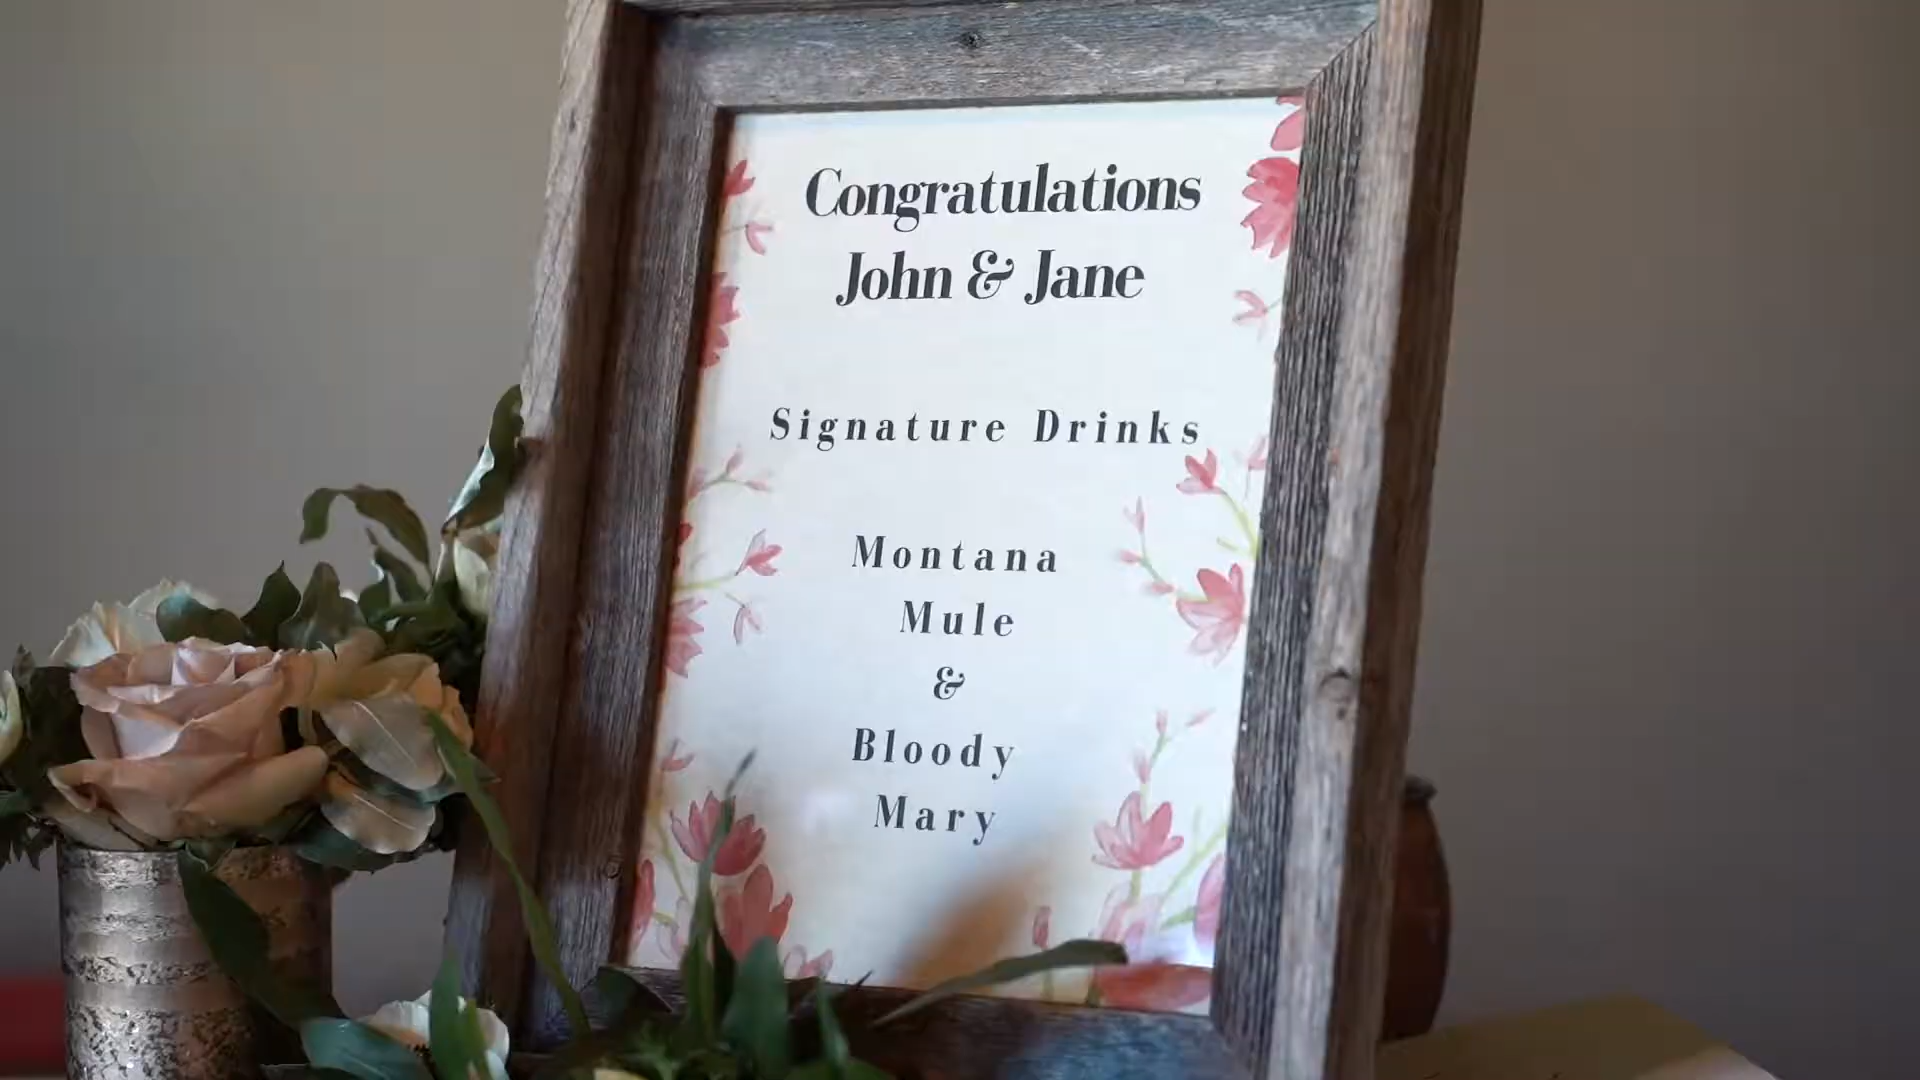 Congratulations
John & Jane
Signature Drinks
Montana
Mule
&
Bloody
Mary